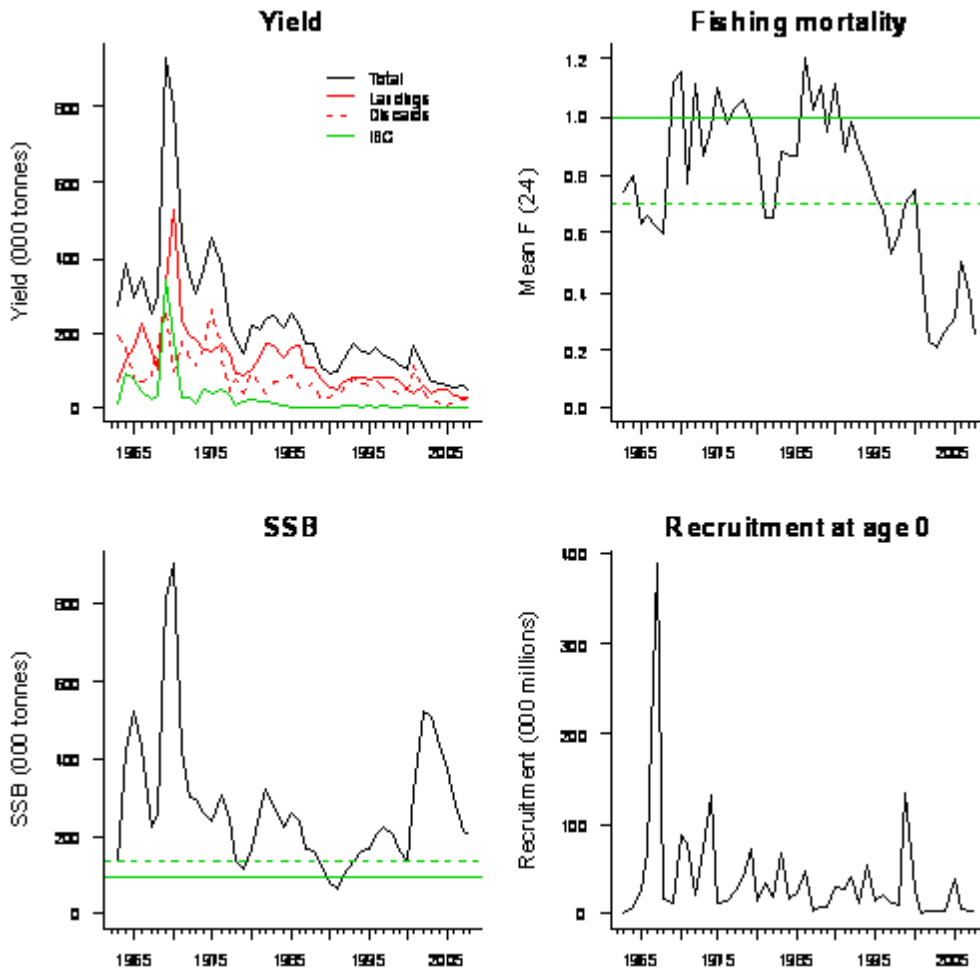 Yield
Yield (000 tonnes)
800
600
400
200
0
1965 1975 1985 1995 2005
Total
Landings
Discards
IBC
Fishing mortality
Mean F (24)
1.2
1.0
0.8
0.6
0.4
0.2
0.0
1965 1975 1985 1995 2005
SSB
SSB (000 tonnes)
800
600
400
200
0
1965 1975 1985 1995 2005
Recruitment at age 0
Recruitment (000 millions)
400
300
200
100
0
1965 1975 1985 1995 2005